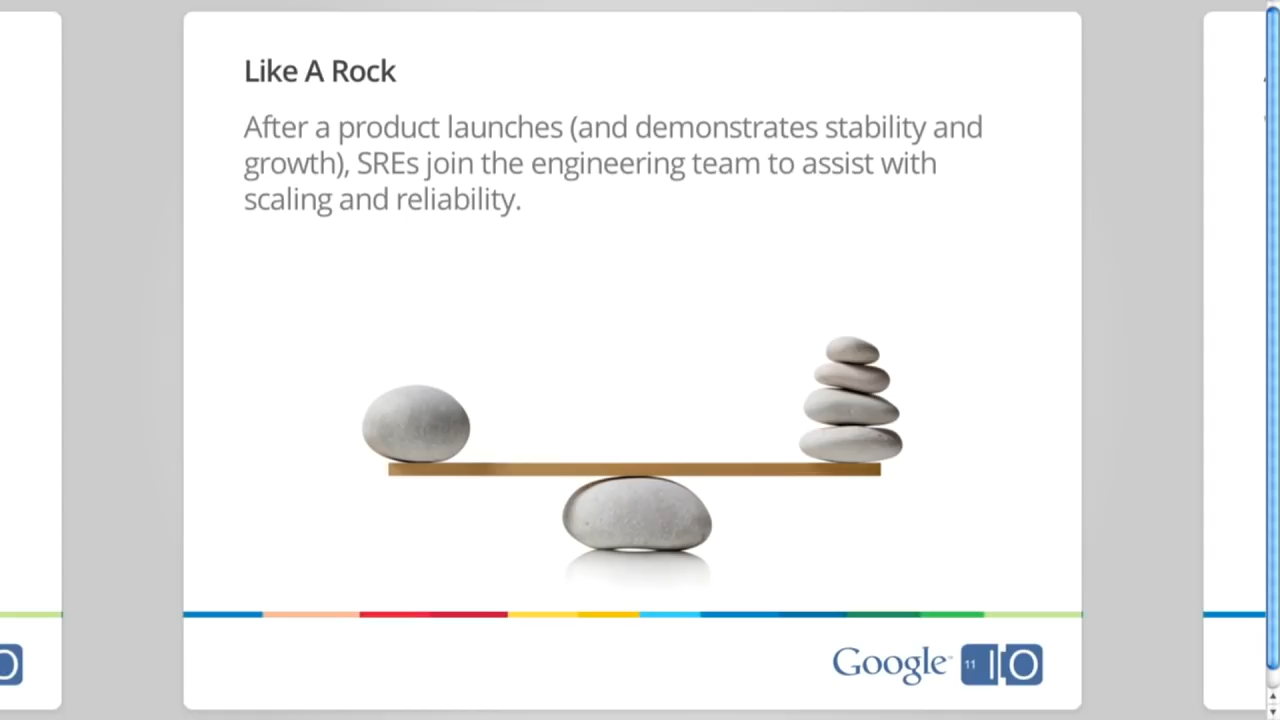 Like A Rock
After a product launches (and demonstrates stability and
growth), SREs join the engineering team to assist with
scaling and reliability.
Google™ 11 IO
O